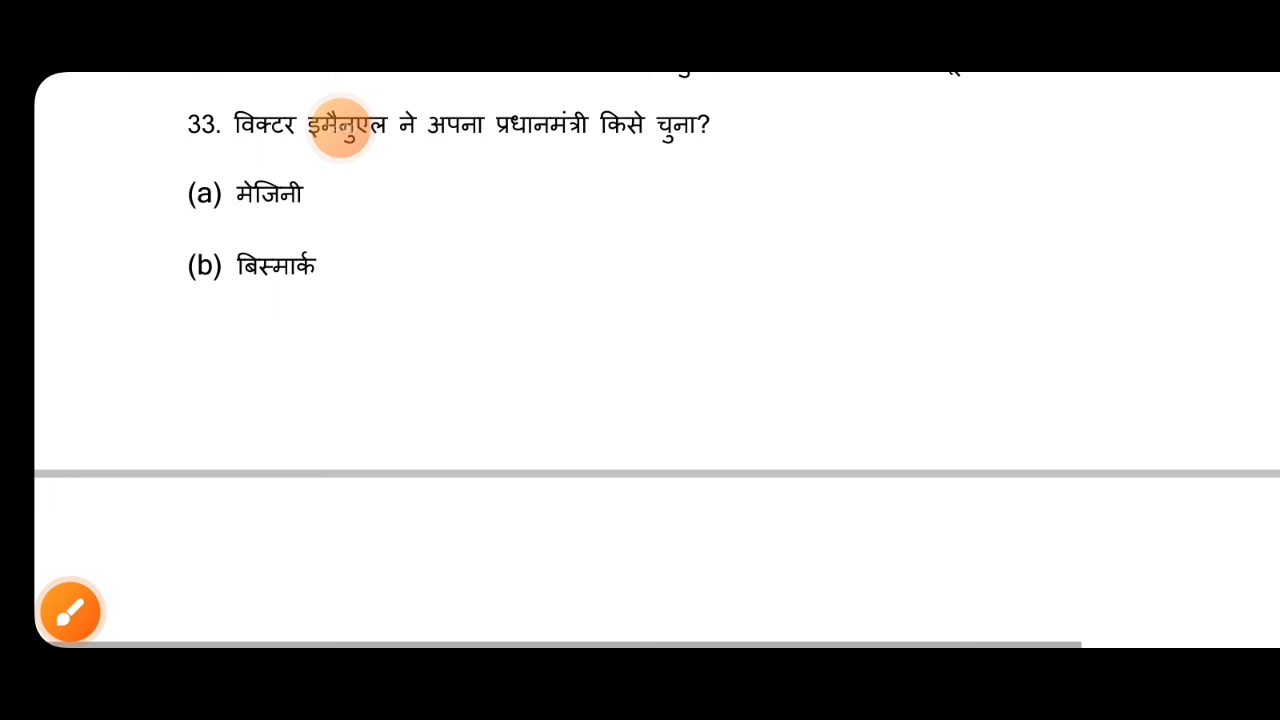 33. विक्टर इमैनुएल ने अपना प्रधानमंत्री किसे चुना?
(a) मेजिनी
(b) बिस्मार्क